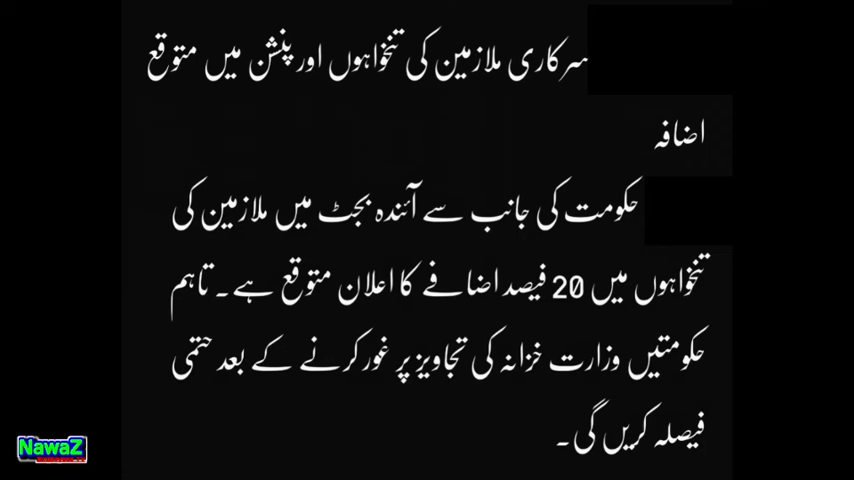 سرکاری ملازمین کی تنخواہوں اور پنشن میں متوقع
اضافہ
حکومت کی جانب سے آئندہ بجٹ میں ملازمین کی
تنخواہوں میں 20 فیصد اضافے کا اعلان متوقع ہے۔ تاہم
حکومتیں وزارت خزانہ کی تجاویز پر غور کرنے کے بعد حتمی
فیصلہ کریں گی۔
NawaZ